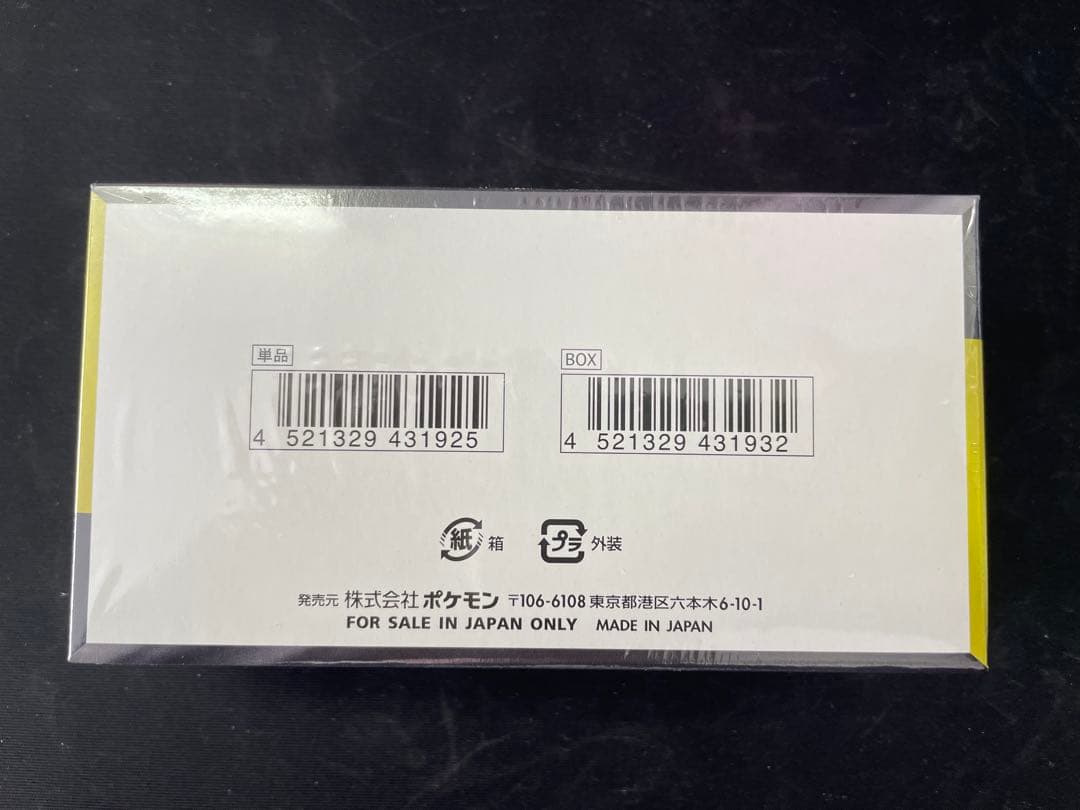 単品
4 521329 431925
BOX
4 521329 431932
紙 箱
プラ 外装
発売元 株式会社 ポケモン 〒106-6108 東京都港区六本木6-10-1
FOR SALE IN JAPAN ONLY MADE IN JAPAN